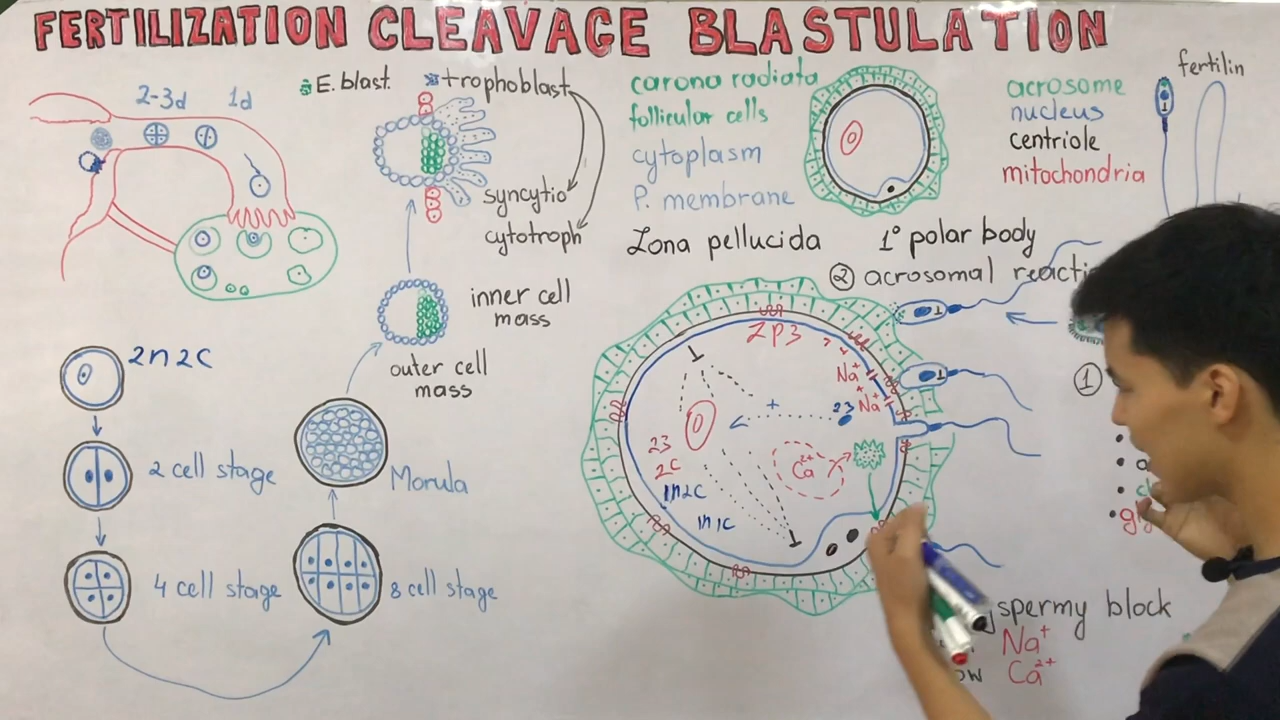 FERTILIZATION CLEAVAGE BLASTULATION
2-3d 1d
E. blast.
trophoblast
syncytio
cytotroph
inner cell
mass
outer cell
mass
2n2C
2 cell stage
4 cell stage
8 cell stage
Morula
carona radiata
follicular cells
cytoplasm
P. membrane
Zona pellucida
1° polar body
acrosome
nucleus
centriole
mitochondria
fertilin
② acrosomal
①
ZP3
Na+
Na+
+
23
23
2C
1n2C
1n1C
Ca2+
spermy block
Na+
Ca2+